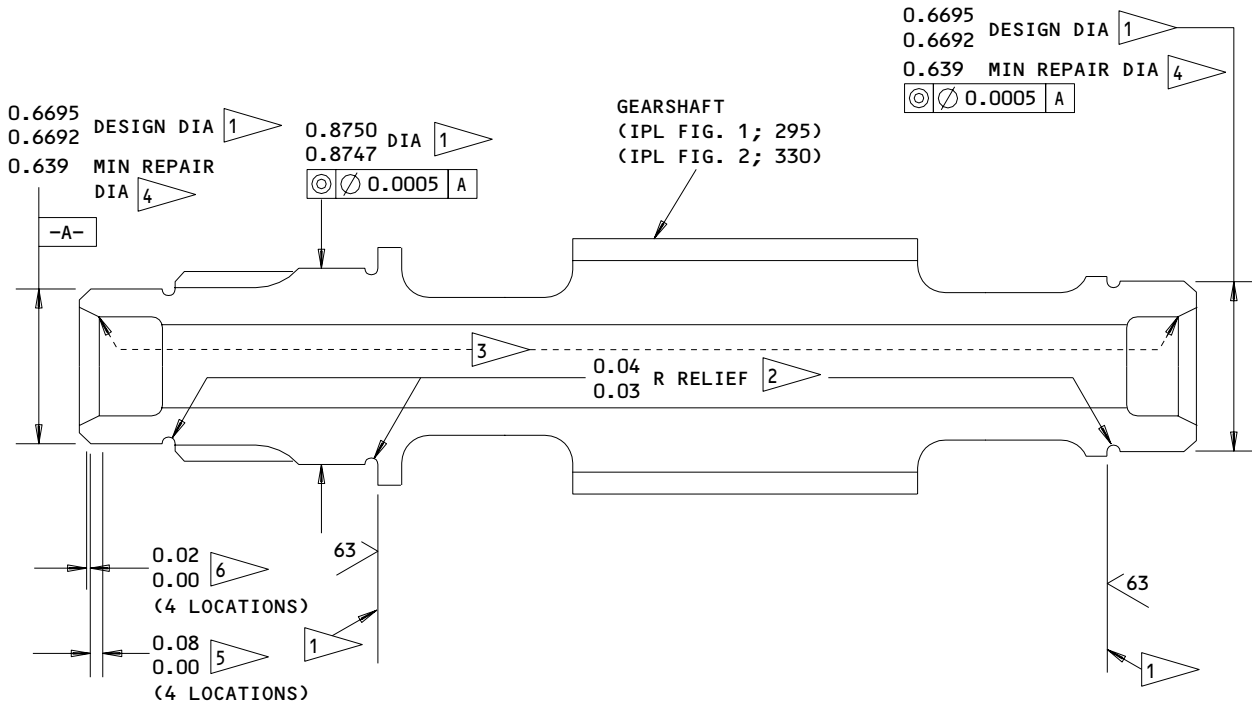 0.6695
0.6692 DESIGN DIA 1
0.639 MIN REPAIR DIA 4
◎ ⌀ 0.0005 A
0.6695
0.6692 DESIGN DIA 1
0.639 MIN REPAIR
DIA 4
-A-
0.8750
0.8747 DIA 1
◎ ⌀ 0.0005 A
GEARSHAFT
(IPL FIG. 1; 295)
(IPL FIG. 2; 330)
3
0.04
0.03 R RELIEF 2
63
63
0.02
0.00 6
(4 LOCATIONS)
1
0.08
0.00 5
(4 LOCATIONS)
1